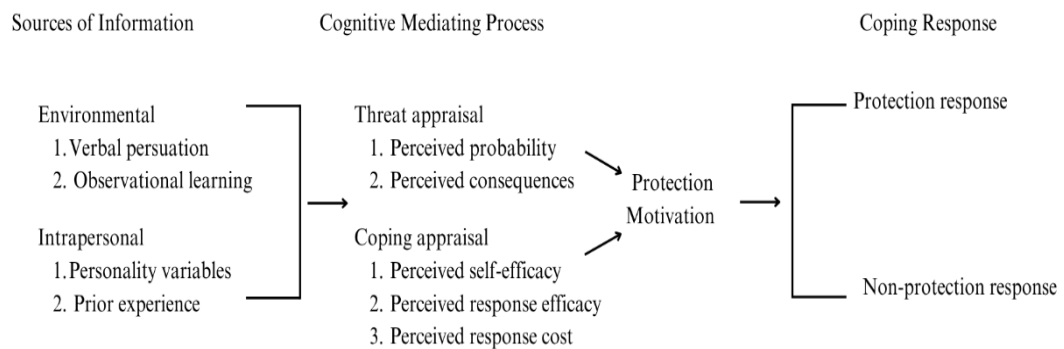 Sources of Information
Cognitive Mediating Process
Coping Response
Environmental
1. Verbal persuation
2. Observational learning
Intrapersonal
1. Personality variables
2. Prior experience
Threat appraisal
1. Perceived probability
2. Perceived consequences
Coping appraisal
1. Perceived self-efficacy
2. Perceived response efficacy
3. Perceived response cost
Protection
Motivation
Protection response
Non-protection response